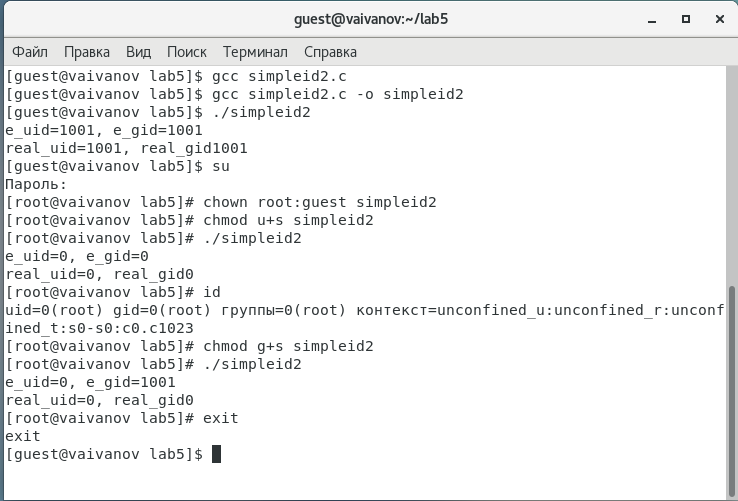 guest@vaivanov:~/lab5
Файл Правка Вид Поиск Терминал Справка
[guest@vaivanov lab5]$ gcc simpleid2.c
[guest@vaivanov lab5]$ gcc simpleid2.c -o simpleid2
[guest@vaivanov lab5]$ ./simpleid2
e_uid=1001, e_gid=1001
real_uid=1001, real_gid1001
[guest@vaivanov lab5]$ su
Пароль:
[root@vaivanov lab5]# chown root:guest simpleid2
[root@vaivanov lab5]# chmod u+s simpleid2
[root@vaivanov lab5]# ./simpleid2
e_uid=0, e_gid=0
real_uid=0, real_gid0
[root@vaivanov lab5]# id
uid=0(root) gid=0(root) группы=0(root) контекст=unconfined_u:unconfined_r:unconf
ined_t:s0-s0:c0.c1023
[root@vaivanov lab5]# chmod g+s simpleid2
[root@vaivanov lab5]# ./simpleid2
e_uid=0, e_gid=1001
real_uid=0, real_gid0
[root@vaivanov lab5]# exit
exit
[guest@vaivanov lab5]$